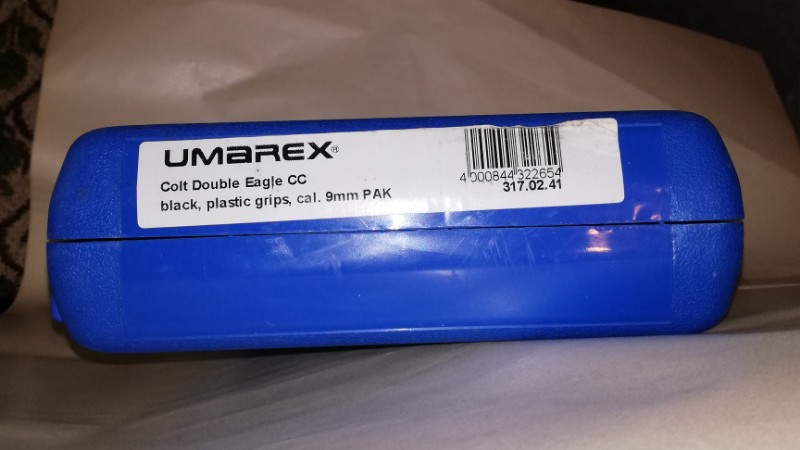 UMAREX®
Colt Double Eagle CC
black, plastic grips, cal. 9mm PAK
4 000844 322654
317.02.41